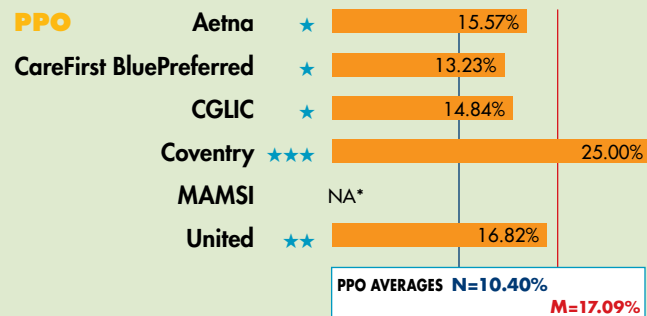 PPO Aetna ★ 15.57%
CareFirst BluePreferred ★ 13.23%
CGLIC ★ 14.84%
Coventry ★★★ 25.00%
MAMSI NA*
United ★★ 16.82%
PPO AVERAGES N=10.40%
M=17.09%